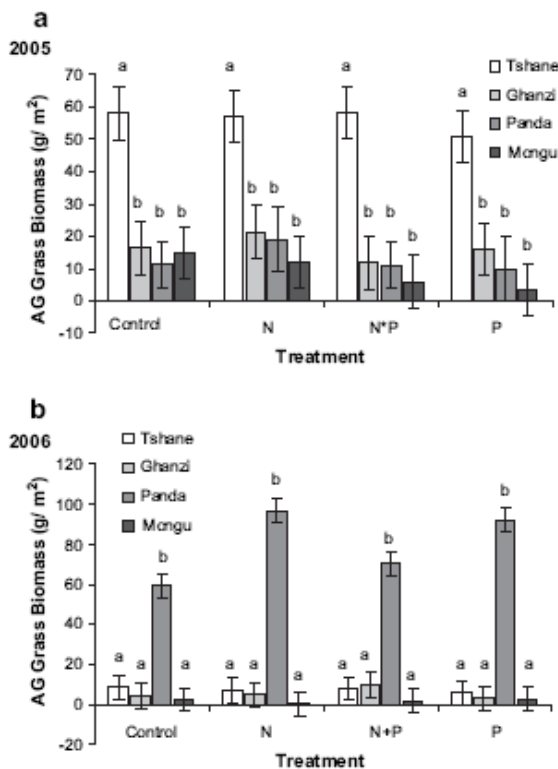 a
2005
Tshane
Ghanzi
Panda
Mongu
a a a a
b b b b b b b b b b b b
AG Grass Biomass (g/ m²)
70
60
50
40
30
20
10
0
-10
Control N N*P P
Treatment
b
2006
Tshane
Ghanzi
Panda
Mongu
b b b b
a a a a a a a a a a a a
AG Grass Biomass (g/ m²)
120
100
80
60
40
20
0
-20
Control N N+P P
Treatment